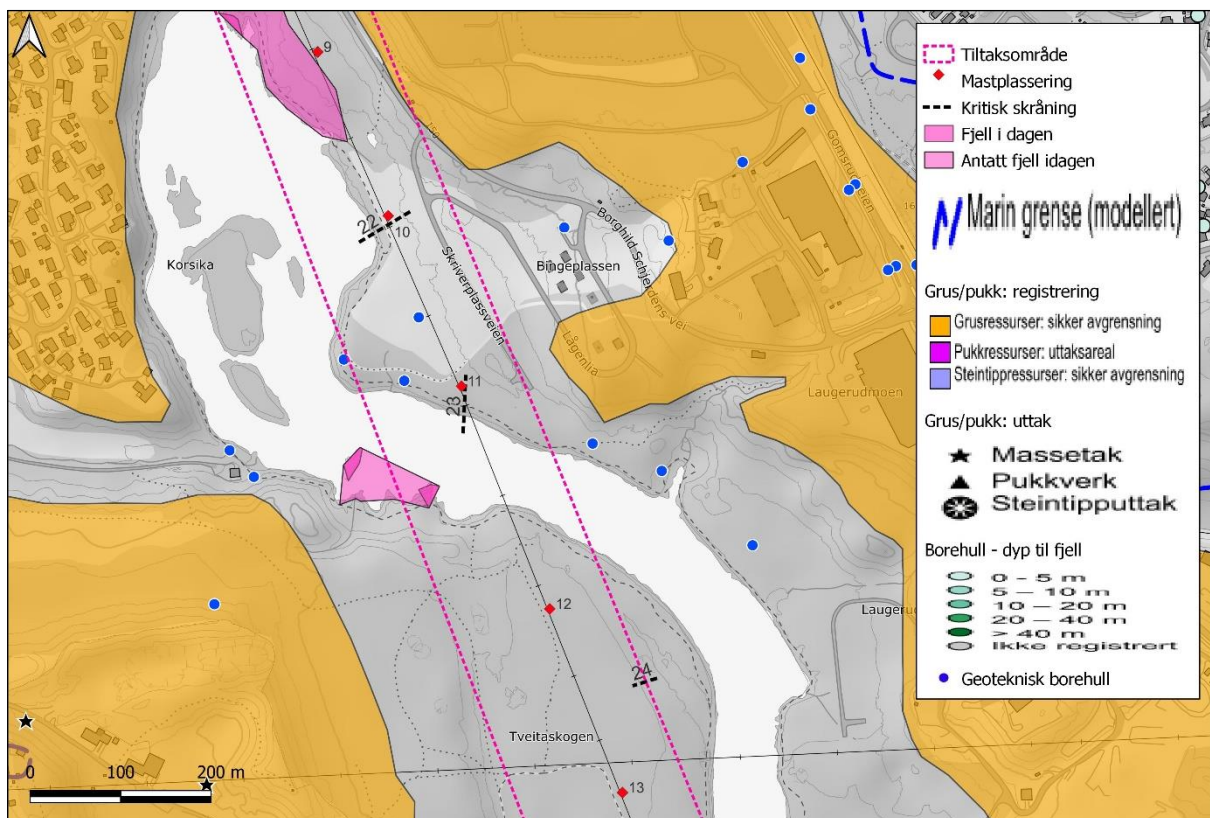 9
22
10
Korsika
Skriverplassveien
Bingeplassen
Borghild Schjerdens vei
Lågenlia
Gomsrudveien
16
11
23
Laugerudmoen
12
24
Tveitaskogen
13
0 100 200 m
Tiltaksområde
Mastplassering
Kritisk skråning
Fjell i dagen
Antatt fjell idagen
Marin grense (modellert)
Grus/pukk: registrering
Grusressurser: sikker avgrensning
Pukkressurser: uttaksareal
Steintippressurser: sikker avgrensning
Grus/pukk: uttak
Massetak
Pukkverk
Steintipputtak
Borehull - dyp til fjell
0 - 5 m
5 - 10 m
10 - 20 m
20 - 40 m
> 40 m
Ikke registrert
Geoteknisk borehull